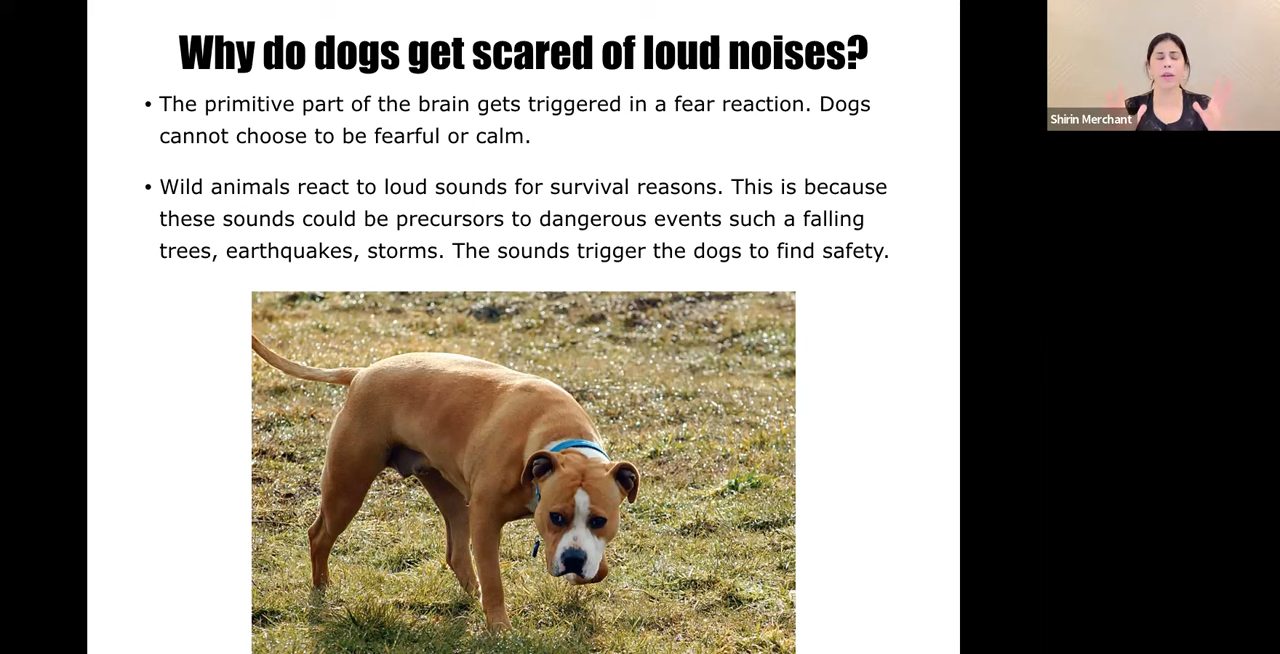 Why do dogs get scared of loud noises?
• The primitive part of the brain gets triggered in a fear reaction. Dogs
cannot choose to be fearful or calm.
• Wild animals react to loud sounds for survival reasons. This is because
these sounds could be precursors to dangerous events such a falling
trees, earthquakes, storms. The sounds trigger the dogs to find safety.
Shirin Merchant